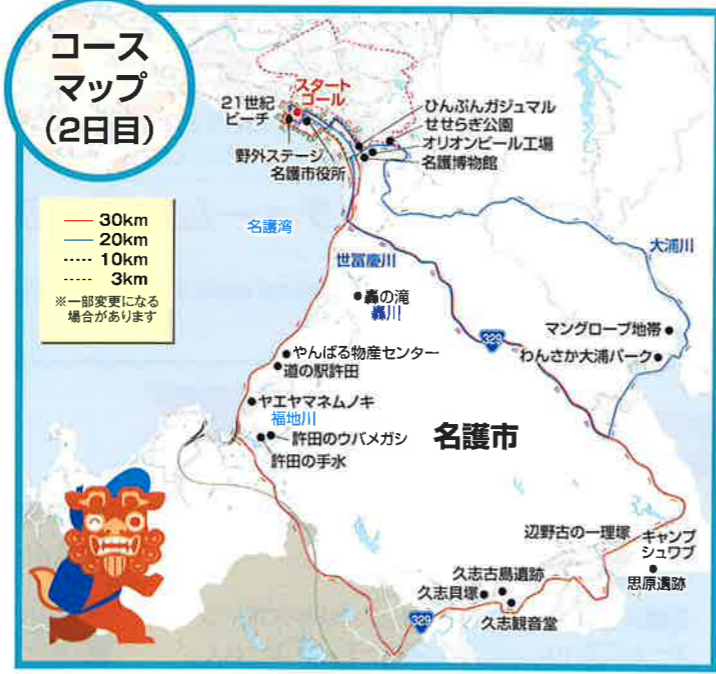 コース
マップ
（2日目）
スタート
ゴール
21世紀
ビーチ
野外ステージ
名護市役所
ひんぷんガジュマル
せせらぎ公園
オリオンビール工場
名護博物館
30km
20km
10km
3km
※一部変更になる
場合があります
名護湾
世冨慶川
大浦川
轟の滝
轟川
329
マングローブ地帯
わんさか大浦パーク
やんばる物産センター
道の駅許田
ヤエヤマネムノキ
福地川
許田のウバメガシ
許田の手水
名護市
辺野古の一理塚
キャンプ
シュワブ
思原遺跡
久志古島遺跡
久志貝塚
久志観音堂
329